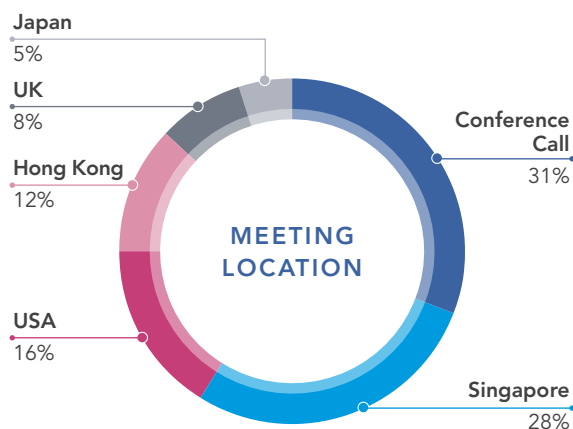 Japan
5%
UK
8%
Hong Kong
12%
USA
16%
MEETING
LOCATION
Conference
Call
31%
Singapore
28%